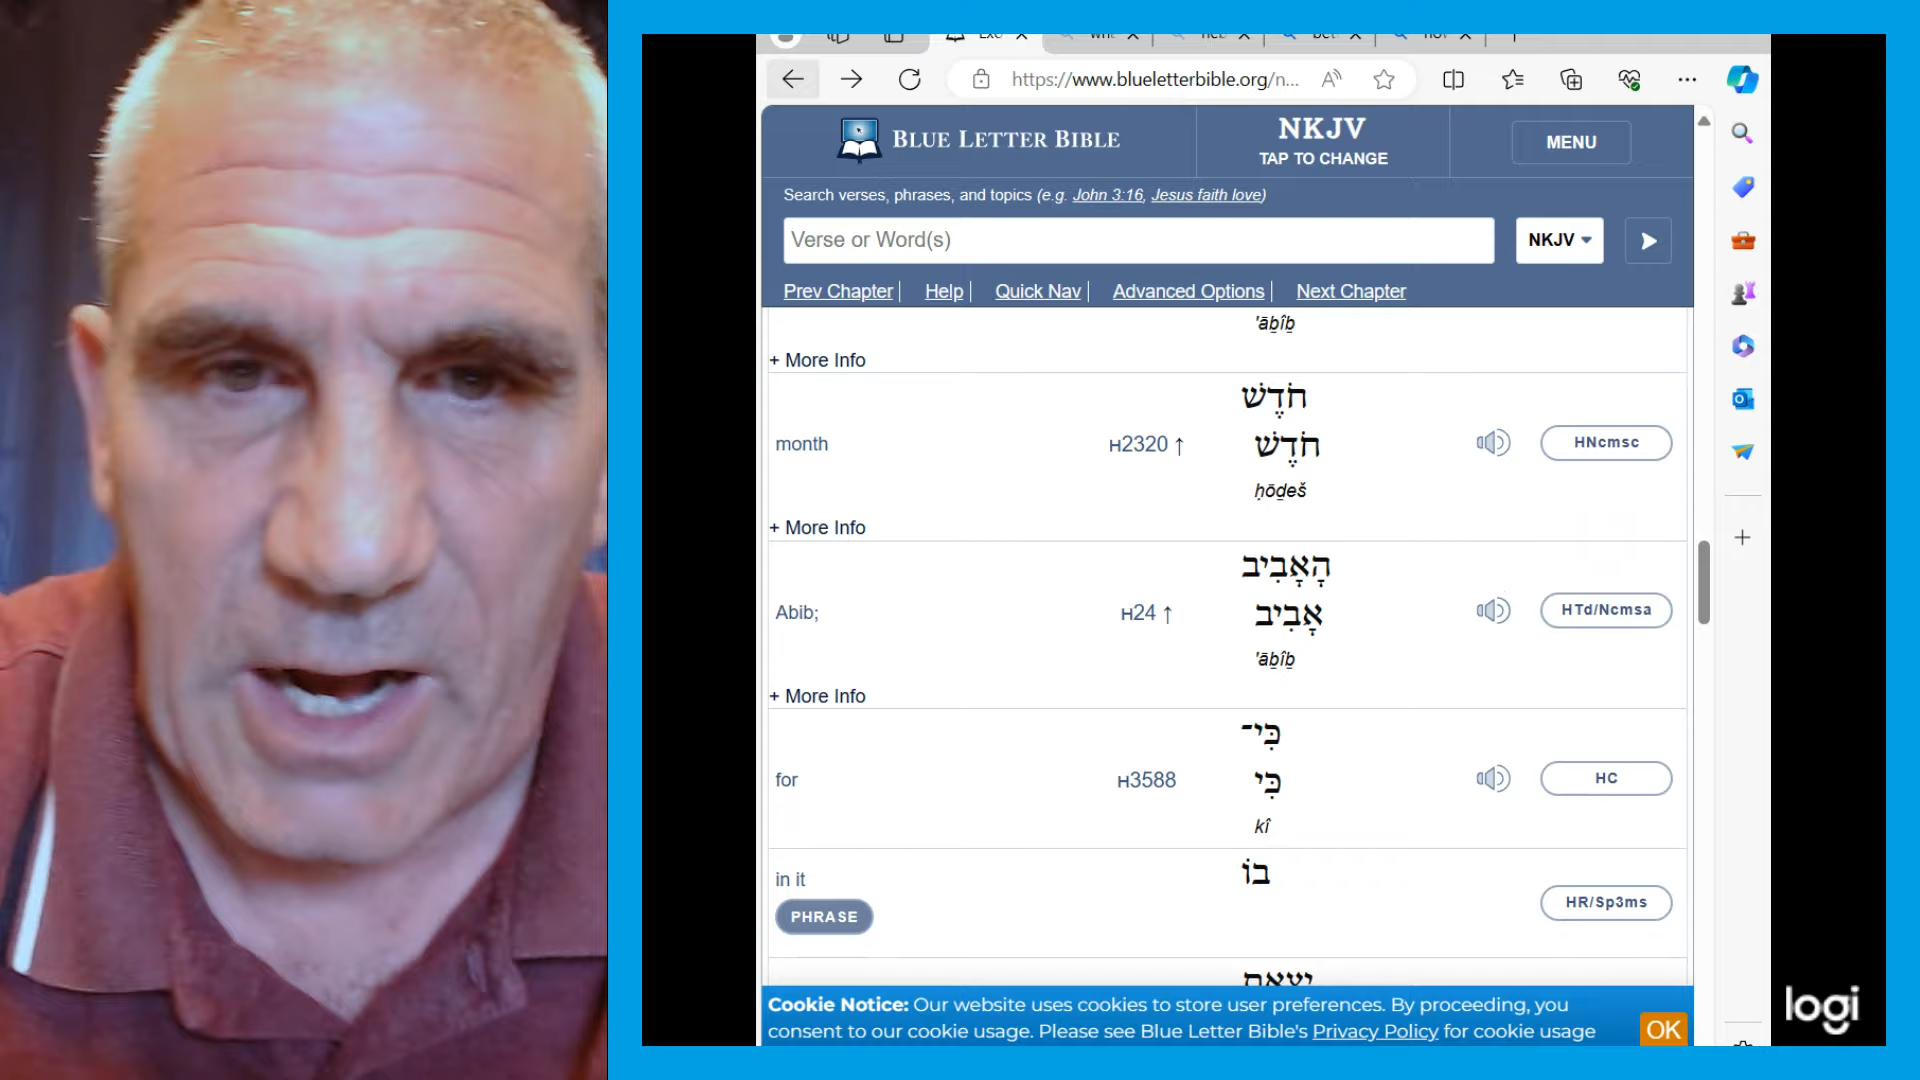 https://www.blueletterbible.org/n...
BLUE LETTER BIBLE
NKJV
TAP TO CHANGE
MENU
Search verses, phrases, and topics (e.g. John 3:16, Jesus faith love)
Verse or Word(s)
NKJV
Prev Chapter | Help | Quick Nav | Advanced Options | Next Chapter
'āḇîḇ
+ More Info
חֹדֶשׁ
month H2320 ↑ חֹדֶשׁ HNcmsc
ḥōḏeš
+ More Info
הָאָבִיב
Abib; H24 ↑ אָבִיב HTd/Ncmsa
'āḇîḇ
+ More Info
כִּי־
for H3588 כִּי HC
kî
בוֹ
in it
HR/Sp3ms
PHRASE
Cookie Notice: Our website uses cookies to store user preferences. By proceeding, you
consent to our cookie usage. Please see Blue Letter Bible's Privacy Policy for cookie usage
OK
logi